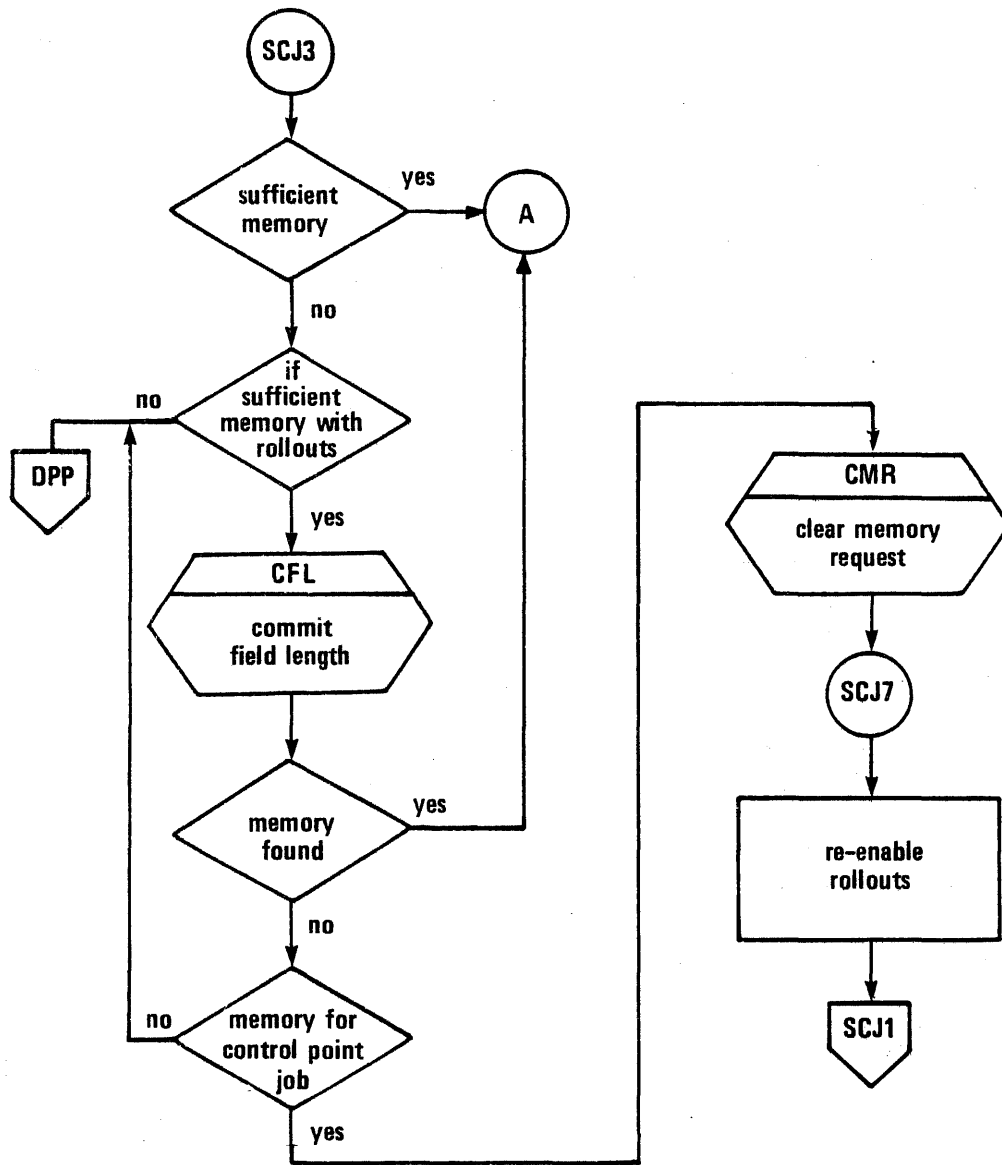 SCJ3
sufficient
memory
yes
A
no
if
sufficient
memory with
rollouts
no
DPP
yes
CFL
commit
field length
memory
found
yes
no
memory for
control point
job
no
yes
CMR
clear memory
request
SCJ7
re-enable
rollouts
SCJ1